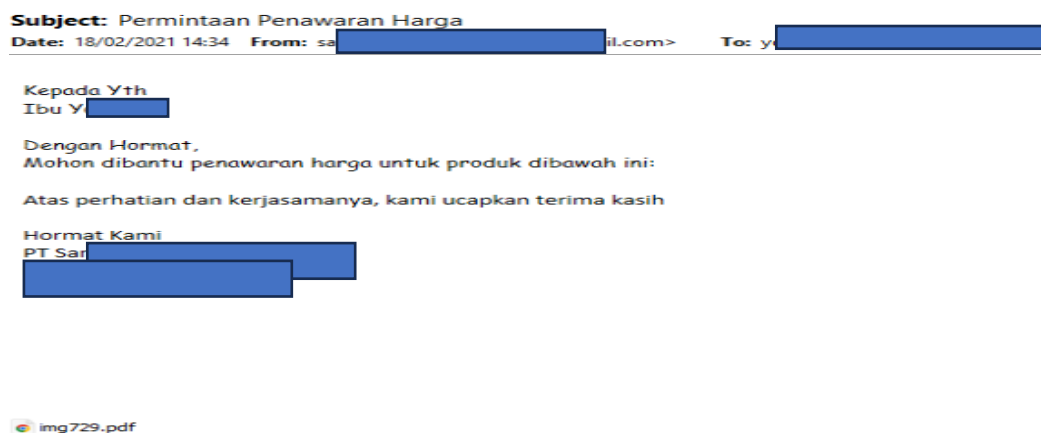 Subject: Permintaan Penawaran Harga
Date: 18/02/2021 14:34 From: sa il.com> To: y
Kepada Yth
Ibu Y
Dengan Hormat,
Mohon dibantu penawaran harga untuk produk dibawah ini:
Atas perhatian dan kerjasamanya, kami ucapkan terima kasih
Hormat Kami
PT Sar
img729.pdf